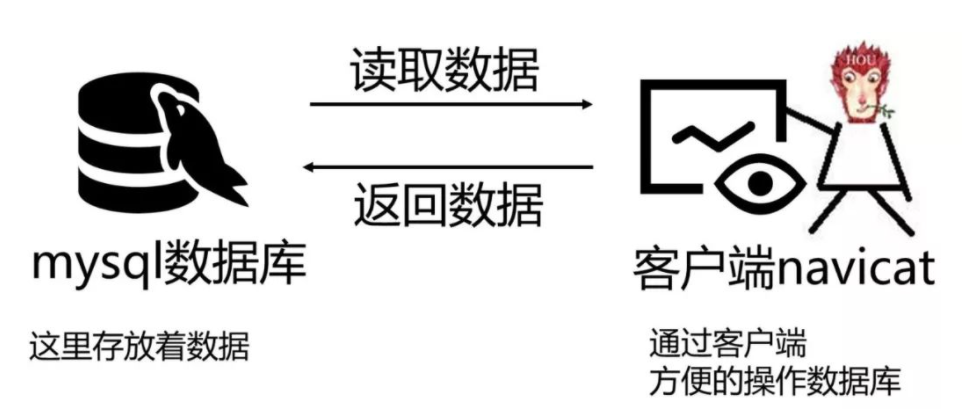 读取数据
HOU
返回数据
mysql数据库
客户端navicat
这里存放着数据
通过客户端
方便的操作数据库